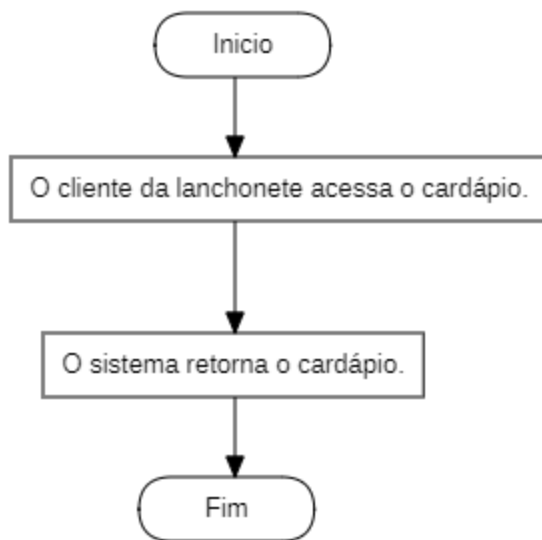 Inicio
O cliente da lanchonete acessa o cardápio.
O sistema retorna o cardápio.
Fim